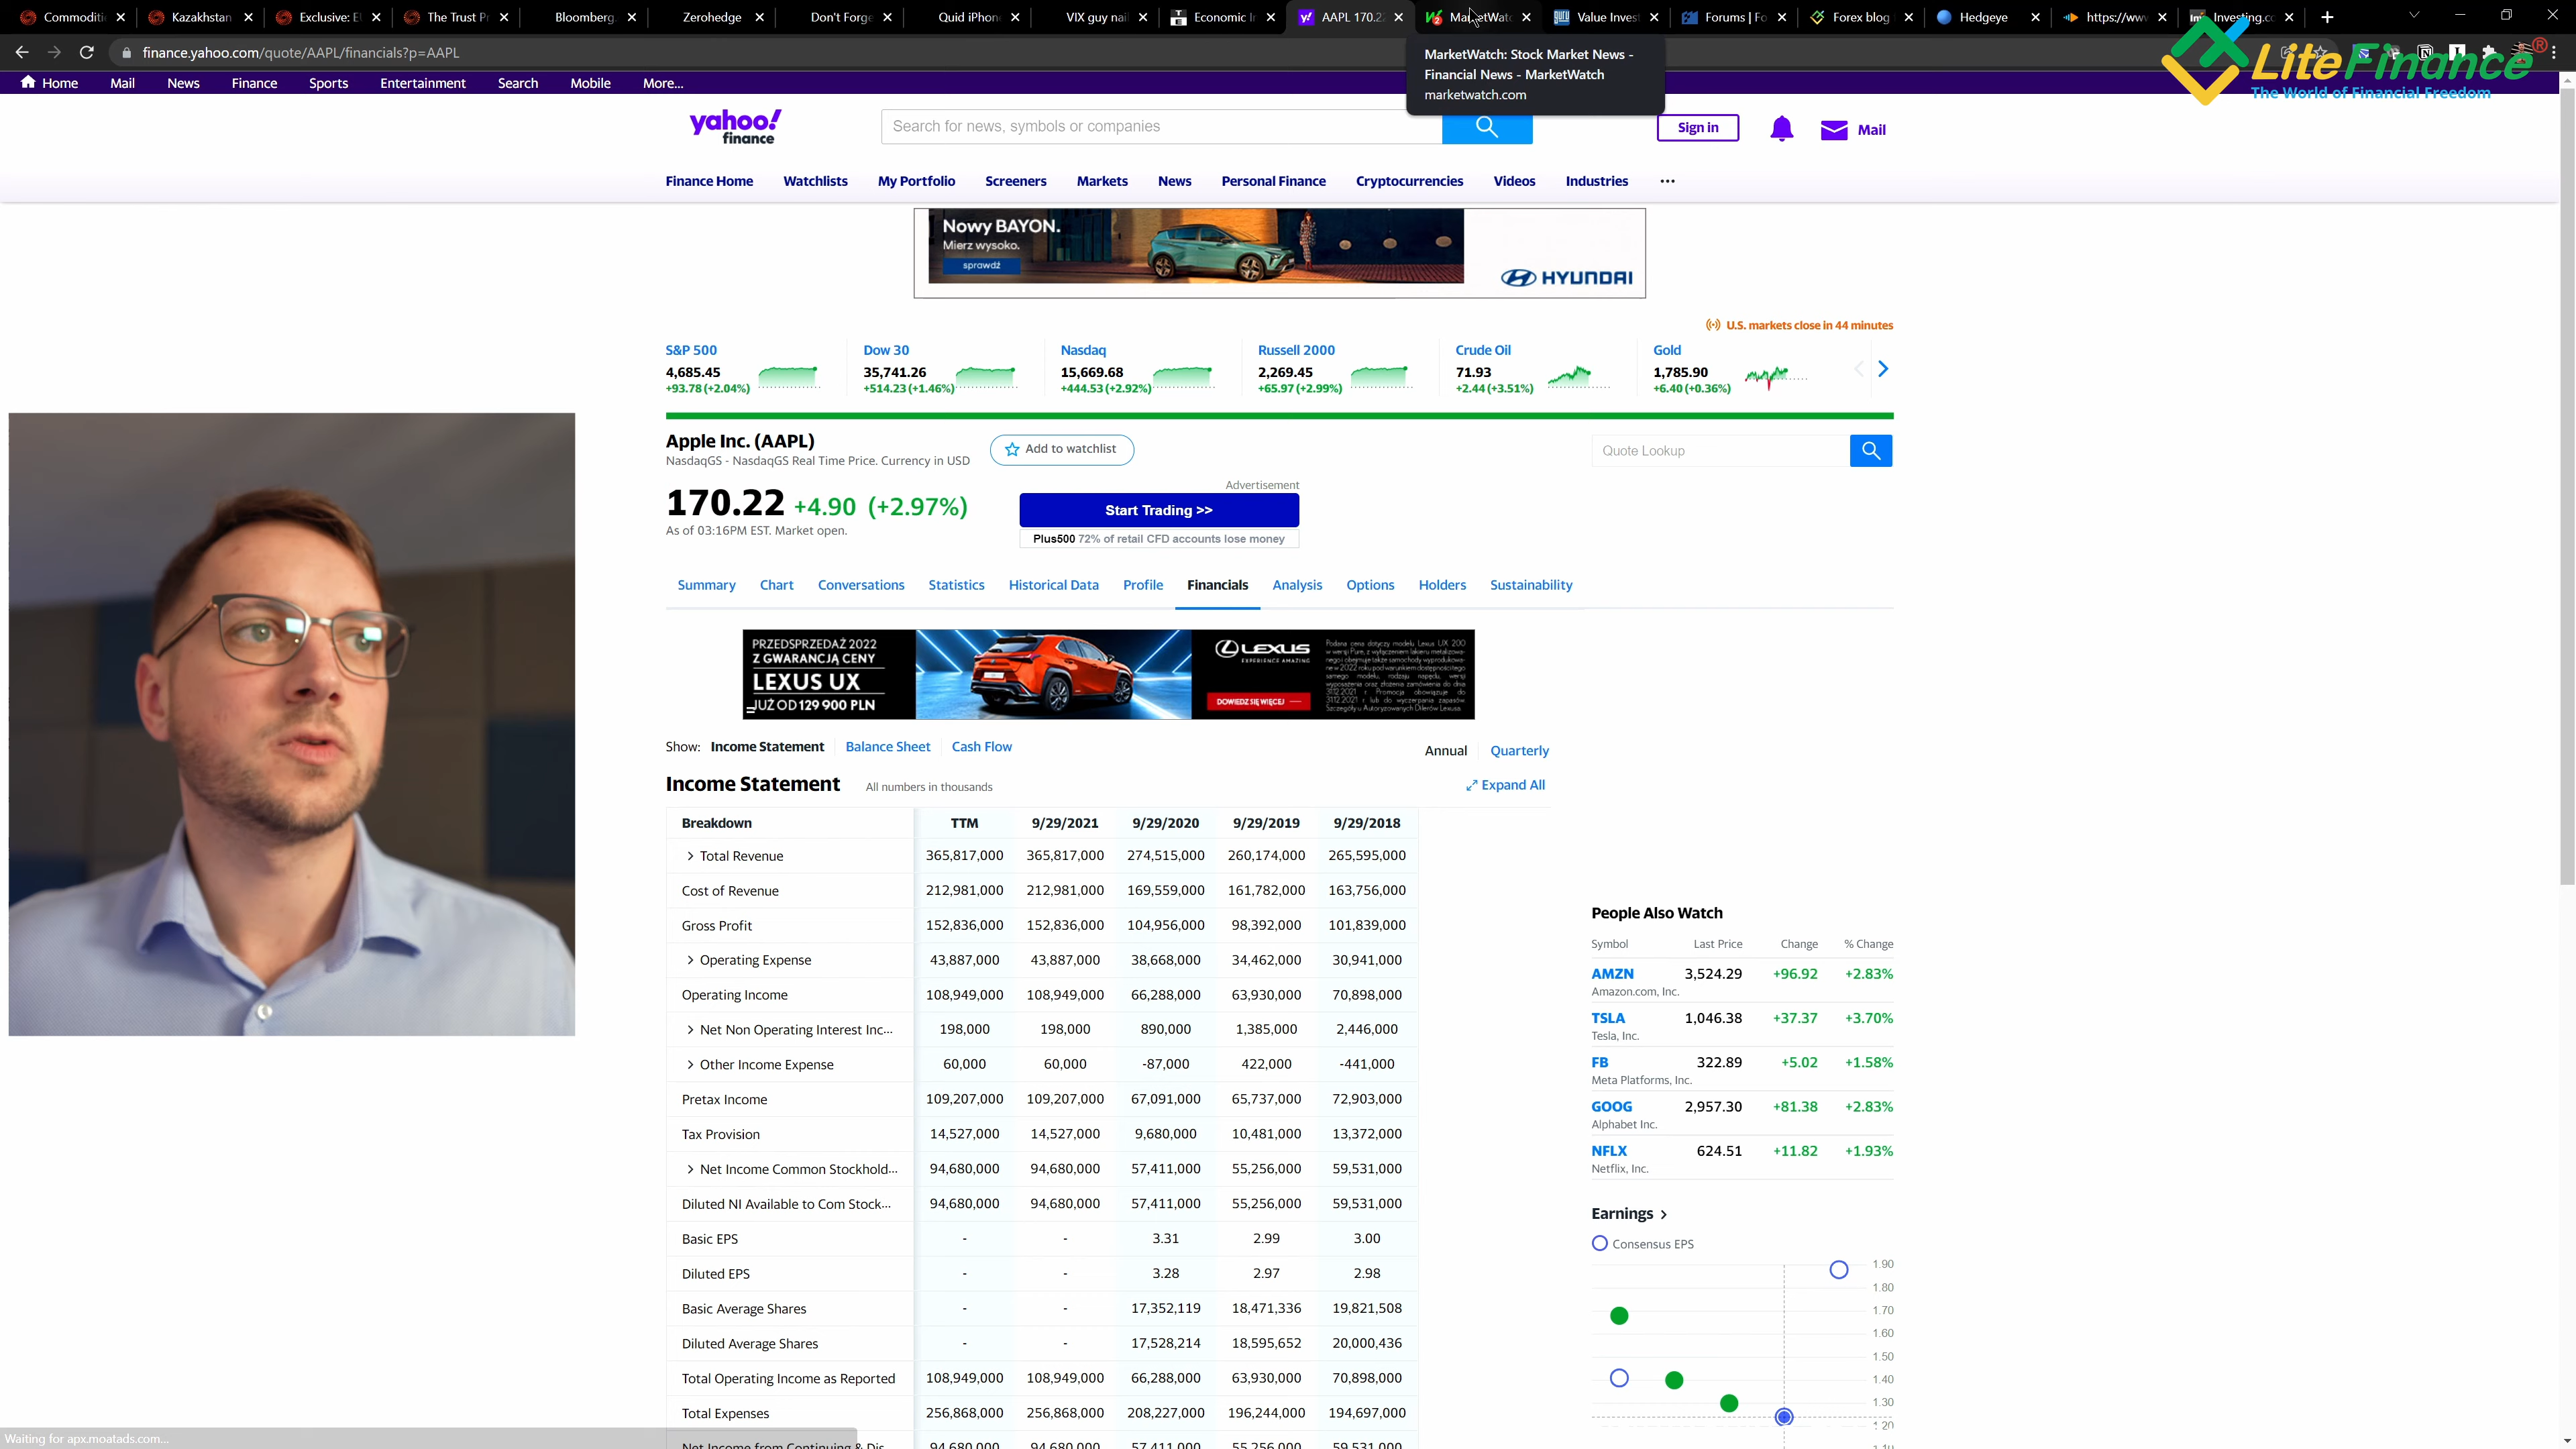 Commoditi
Kazakhstan
Exclusive: E
The Trust P
Bloomberg
Zerohedge
Don't Forge
Quid iPhon
VIX guy nai
Economic I
AAPL 170.2
MarketWatc
Value Inves
Forums | Fo
Forex blog
Hedgeye
https://ww
Investing.c
finance.yahoo.com/quote/AAPL/financials?p=AAPL
MarketWatch: Stock Market News -
Financial News - MarketWatch
marketwatch.com
LiteFinance®
The World of Financial Freedom
Home Mail News Finance Sports Entertainment Search Mobile More...
yahoo!
finance
Search for news, symbols or companies
Sign in
Mail
Finance Home Watchlists My Portfolio Screeners Markets News Personal Finance Cryptocurrencies Videos Industries ...
Nowy BAYON.
Mierz wysoko.
sprawdź
HYUNDAI
U.S. markets close in 44 minutes
S&P 500 Dow 30 Nasdaq Russell 2000 Crude Oil Gold
4,685.45 35,741.26 15,669.68 2,269.45 71.93 1,785.90
+93.78 (+2.04%) +514.23 (+1.46%) +444.53 (+2.92%) +65.97 (+2.99%) +2.44 (+3.51%) +6.40 (+0.36%)
Apple Inc. (AAPL)
NasdaqGS - NasdaqGS Real Time Price. Currency in USD
Add to watchlist
Quote Lookup
170.22 +4.90 (+2.97%)
As of 03:16PM EST. Market open.
Advertisement
Start Trading >>
Plus500 72% of retail CFD accounts lose money
Summary Chart Conversations Statistics Historical Data Profile Financials Analysis Options Holders Sustainability
PRZEDSPRZEDAŻ 2022
Z GWARANCJĄ CENY
LEXUS UX
JUŻ OD 129 900 PLN
LEXUS
EXPERIENCE AMAZING
DOWIEDZ SIĘ WIĘCEJ
Show: Income Statement Balance Sheet Cash Flow
Annual Quarterly
Income Statement All numbers in thousands
Expand All
Breakdown TTM 9/29/2021 9/29/2020 9/29/2019 9/29/2018
Total Revenue 365,817,000 365,817,000 274,515,000 260,174,000 265,595,000
Cost of Revenue 212,981,000 212,981,000 169,559,000 161,782,000 163,756,000
Gross Profit 152,836,000 152,836,000 104,956,000 98,392,000 101,839,000
Operating Expense 43,887,000 43,887,000 38,668,000 34,462,000 30,941,000
Operating Income 108,949,000 108,949,000 66,288,000 63,930,000 70,898,000
Net Non Operating Interest Inc... 198,000 198,000 890,000 1,385,000 2,446,000
Other Income Expense 60,000 60,000 -87,000 422,000 -441,000
Pretax Income 109,207,000 109,207,000 67,091,000 65,737,000 72,903,000
Tax Provision 14,527,000 14,527,000 9,680,000 10,481,000 13,372,000
Net Income Common Stockhold... 94,680,000 94,680,000 57,411,000 55,256,000 59,531,000
Diluted NI Available to Com Stock... 94,680,000 94,680,000 57,411,000 55,256,000 59,531,000
Basic EPS - - 3.31 2.99 3.00
Diluted EPS - - 3.28 2.97 2.98
Basic Average Shares - - 17,352,119 18,471,336 19,821,508
Diluted Average Shares - - 17,528,214 18,595,652 20,000,436
Total Operating Income as Reported 108,949,000 108,949,000 66,288,000 63,930,000 70,898,000
Total Expenses 256,868,000 256,868,000 208,227,000 196,244,000 194,697,000
Net Income from Continuing & Dis... 94,680,000 94,680,000 57,411,000 55,256,000 59,531,000
People Also Watch
Symbol Last Price Change % Change
AMZN 3,524.29 +96.92 +2.83%
Amazon.com, Inc.
TSLA 1,046.38 +37.37 +3.70%
Tesla, Inc.
FB 322.89 +5.02 +1.58%
Meta Platforms, Inc.
GOOG 2,957.30 +81.38 +2.83%
Alphabet Inc.
NFLX 624.51 +11.82 +1.93%
Netflix, Inc.
Earnings
Consensus EPS
1.90
1.80
1.70
1.60
1.50
1.40
1.30
1.20
Waiting for apx.moatads.com...